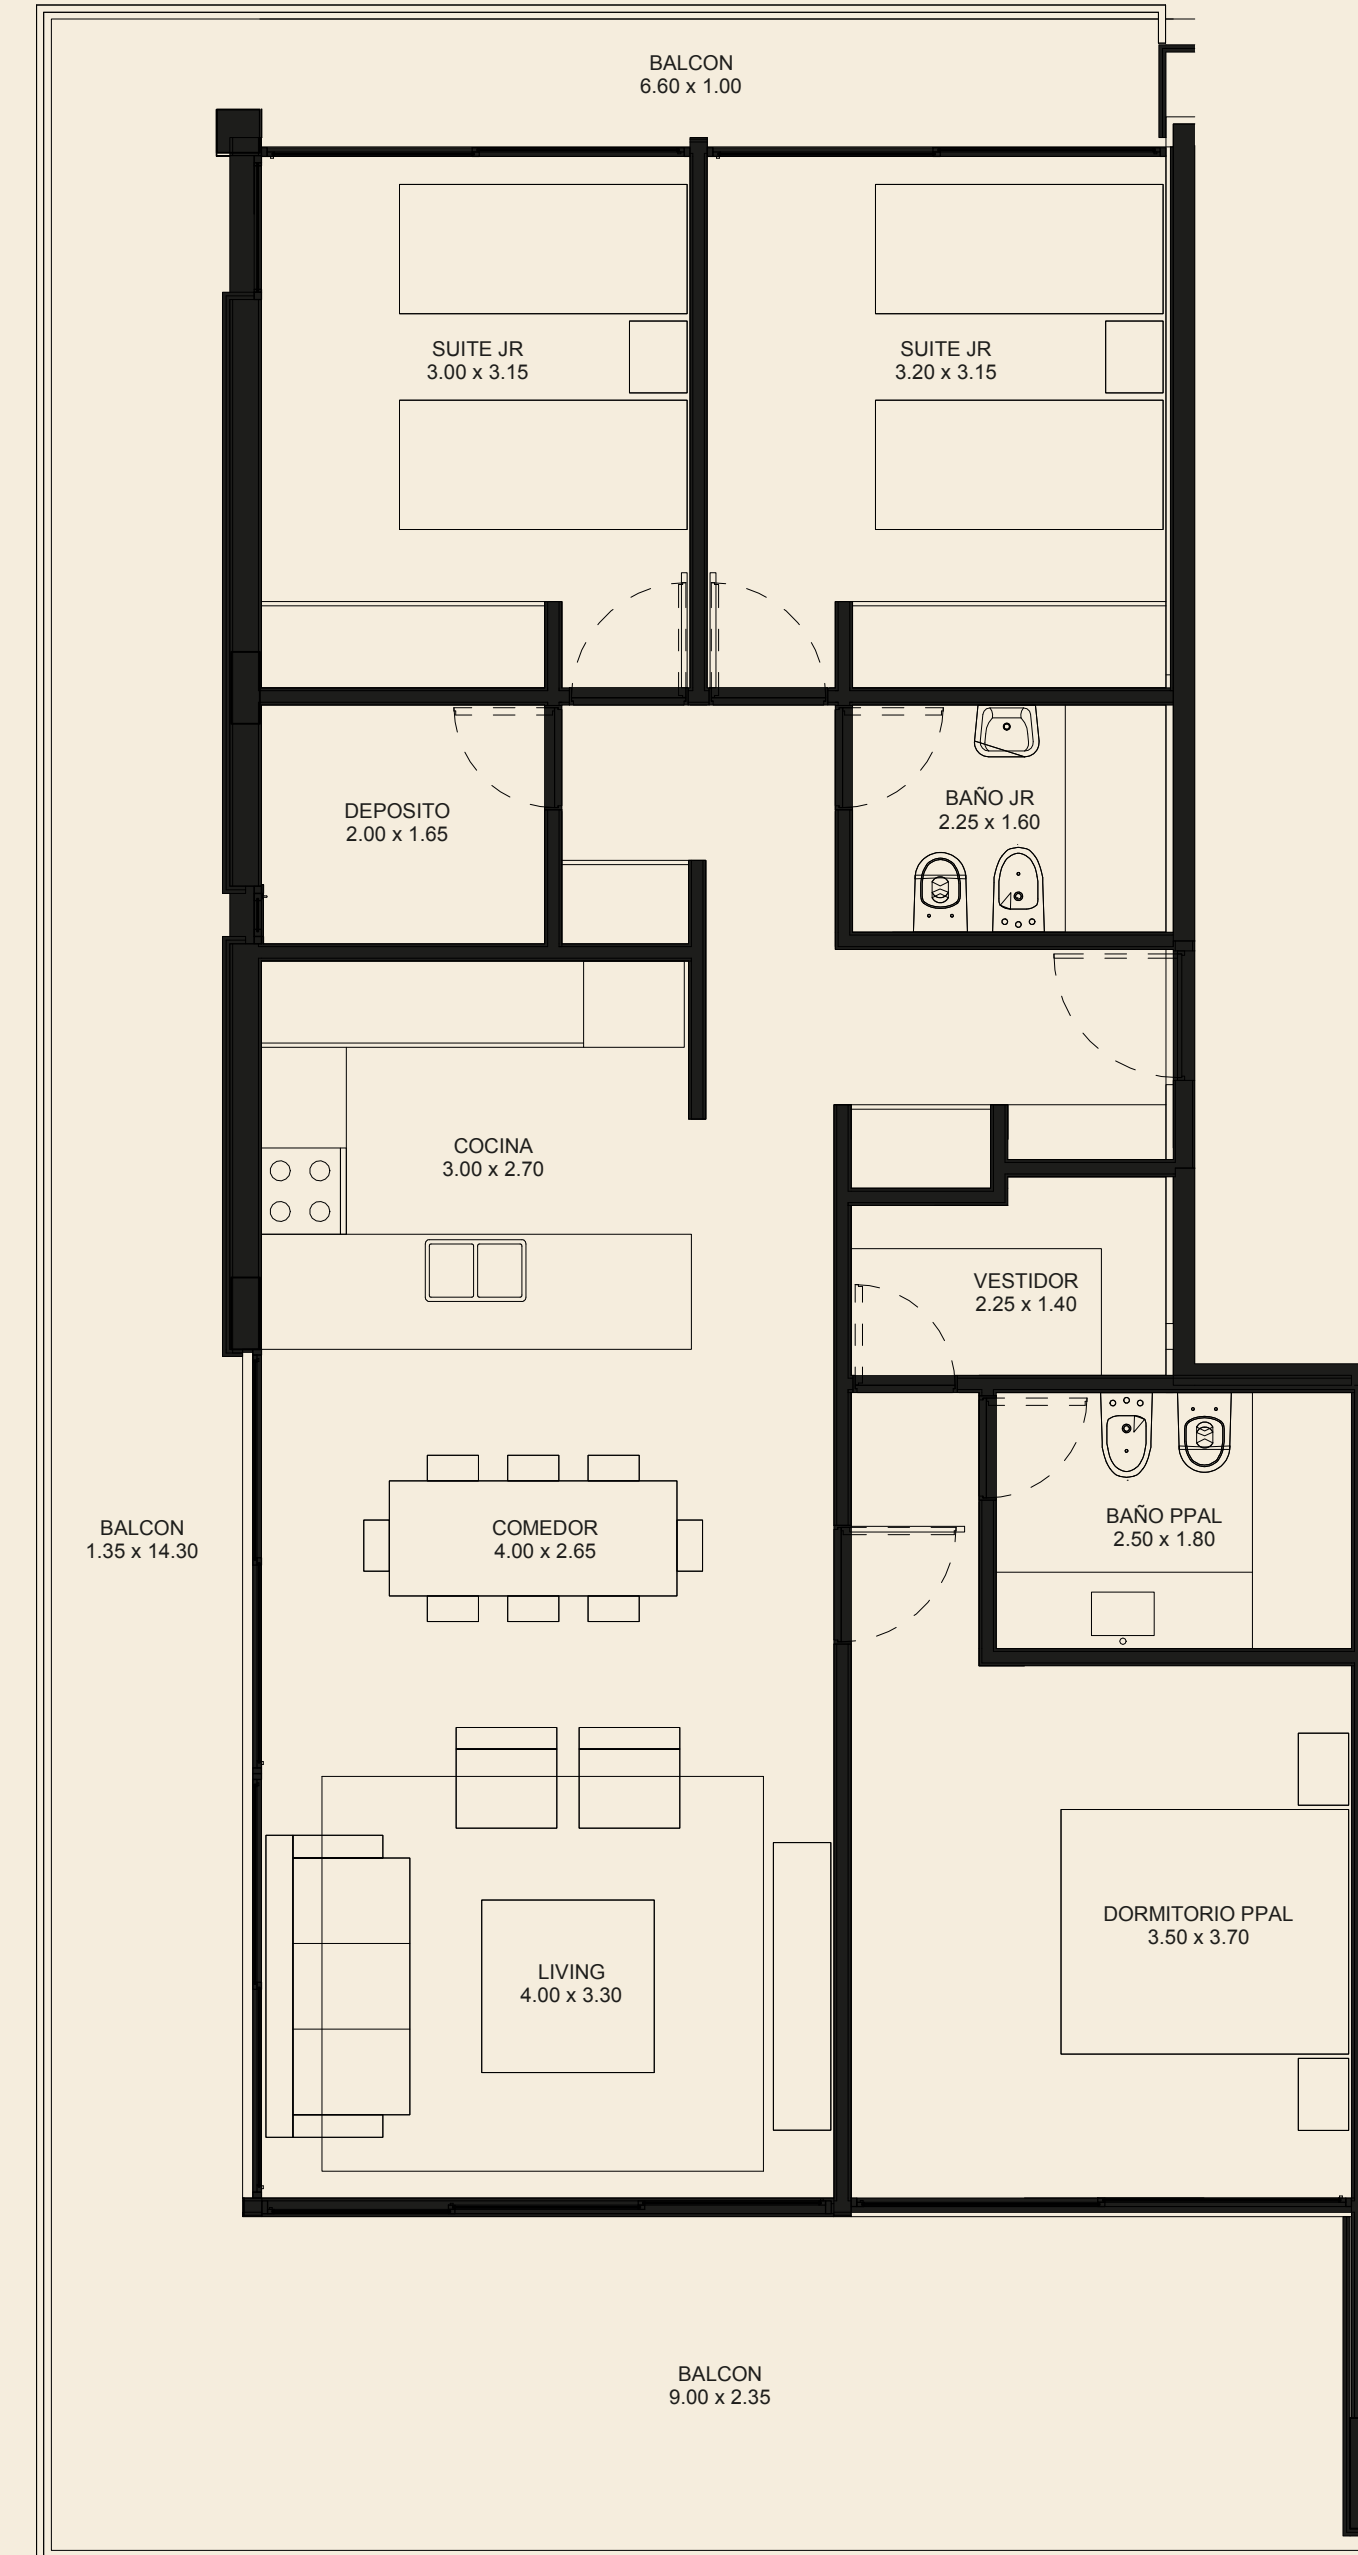 BALCON
6.60 x 1.00
SUITE JR
3.00 x 3.15
SUITE JR
3.20 x 3.15
DEPOSITO
2.00 x 1.65
BAÑO JR
2.25 x 1.60
COCINA
3.00 x 2.70
VESTIDOR
2.25 x 1.40
BALCON
1.35 x 14.30
COMEDOR
4.00 x 2.65
BAÑO PPAL
2.50 x 1.80
DORMITORIO PPAL
3.50 x 3.70
LIVING
4.00 x 3.30
BALCON
9.00 x 2.35